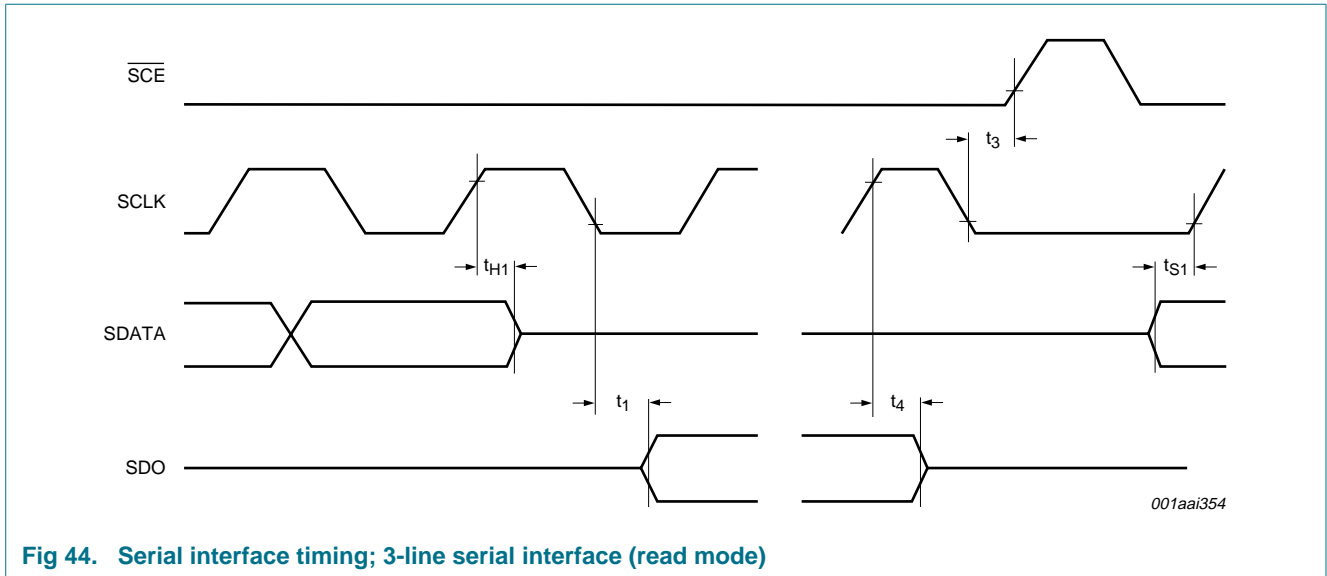 SCE
t3
SCLK
tH1
tS1
SDATA
t1
t4
SDO
001aai354
Fig 44. Serial interface timing; 3-line serial interface (read mode)